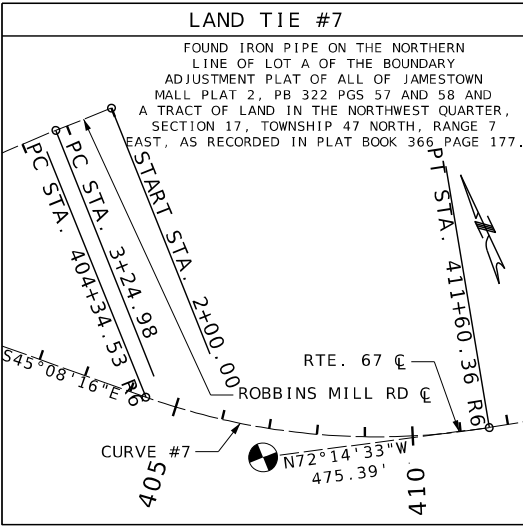 LAND TIE #7
FOUND IRON PIPE ON THE NORTHERN
LINE OF LOT A OF THE BOUNDARY
ADJUSTMENT PLAT OF ALL OF JAMESTOWN
MALL PLAT 2, PB 322 PGS 57 AND 58 AND
A TRACT OF LAND IN THE NORTHWEST QUARTER,
SECTION 17, TOWNSHIP 47 NORTH, RANGE 7
EAST, AS RECORDED IN PLAT BOOK 366 PAGE 177.
PC STA. 404+34.53 R6
PC STA. 3+24.98
START STA. 2+00.00
PT STA. 411+60.36 R6
S45°08'16"E
RTE. 67 ℄
ROBBINS MILL RD ℄
CURVE #7
N72°14'33"W
475.39'
405
410